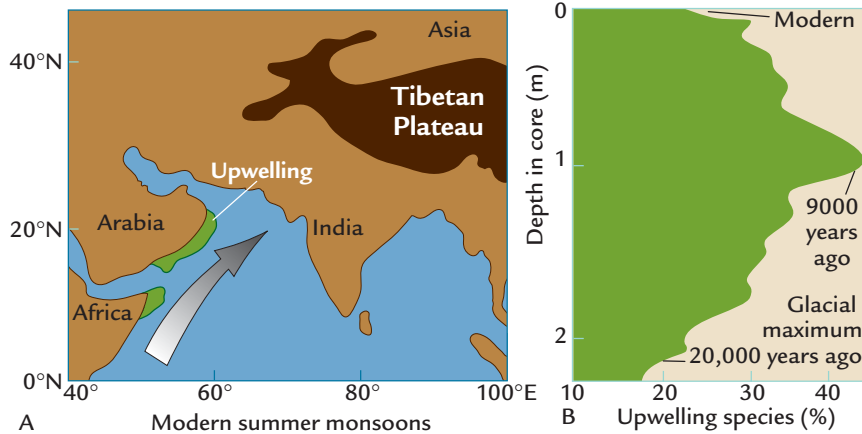 40°N
20°N
0°N
Asia
Tibetan
Plateau
Upwelling
Arabia
India
Africa
40°
60°
80°
100°E
A
Modern summer monsoons
0
1
2
Depth in core (m)
Modern
9000
years
ago
Glacial
maximum
20,000 years ago
10
20
30
40
B
Upwelling species (%)